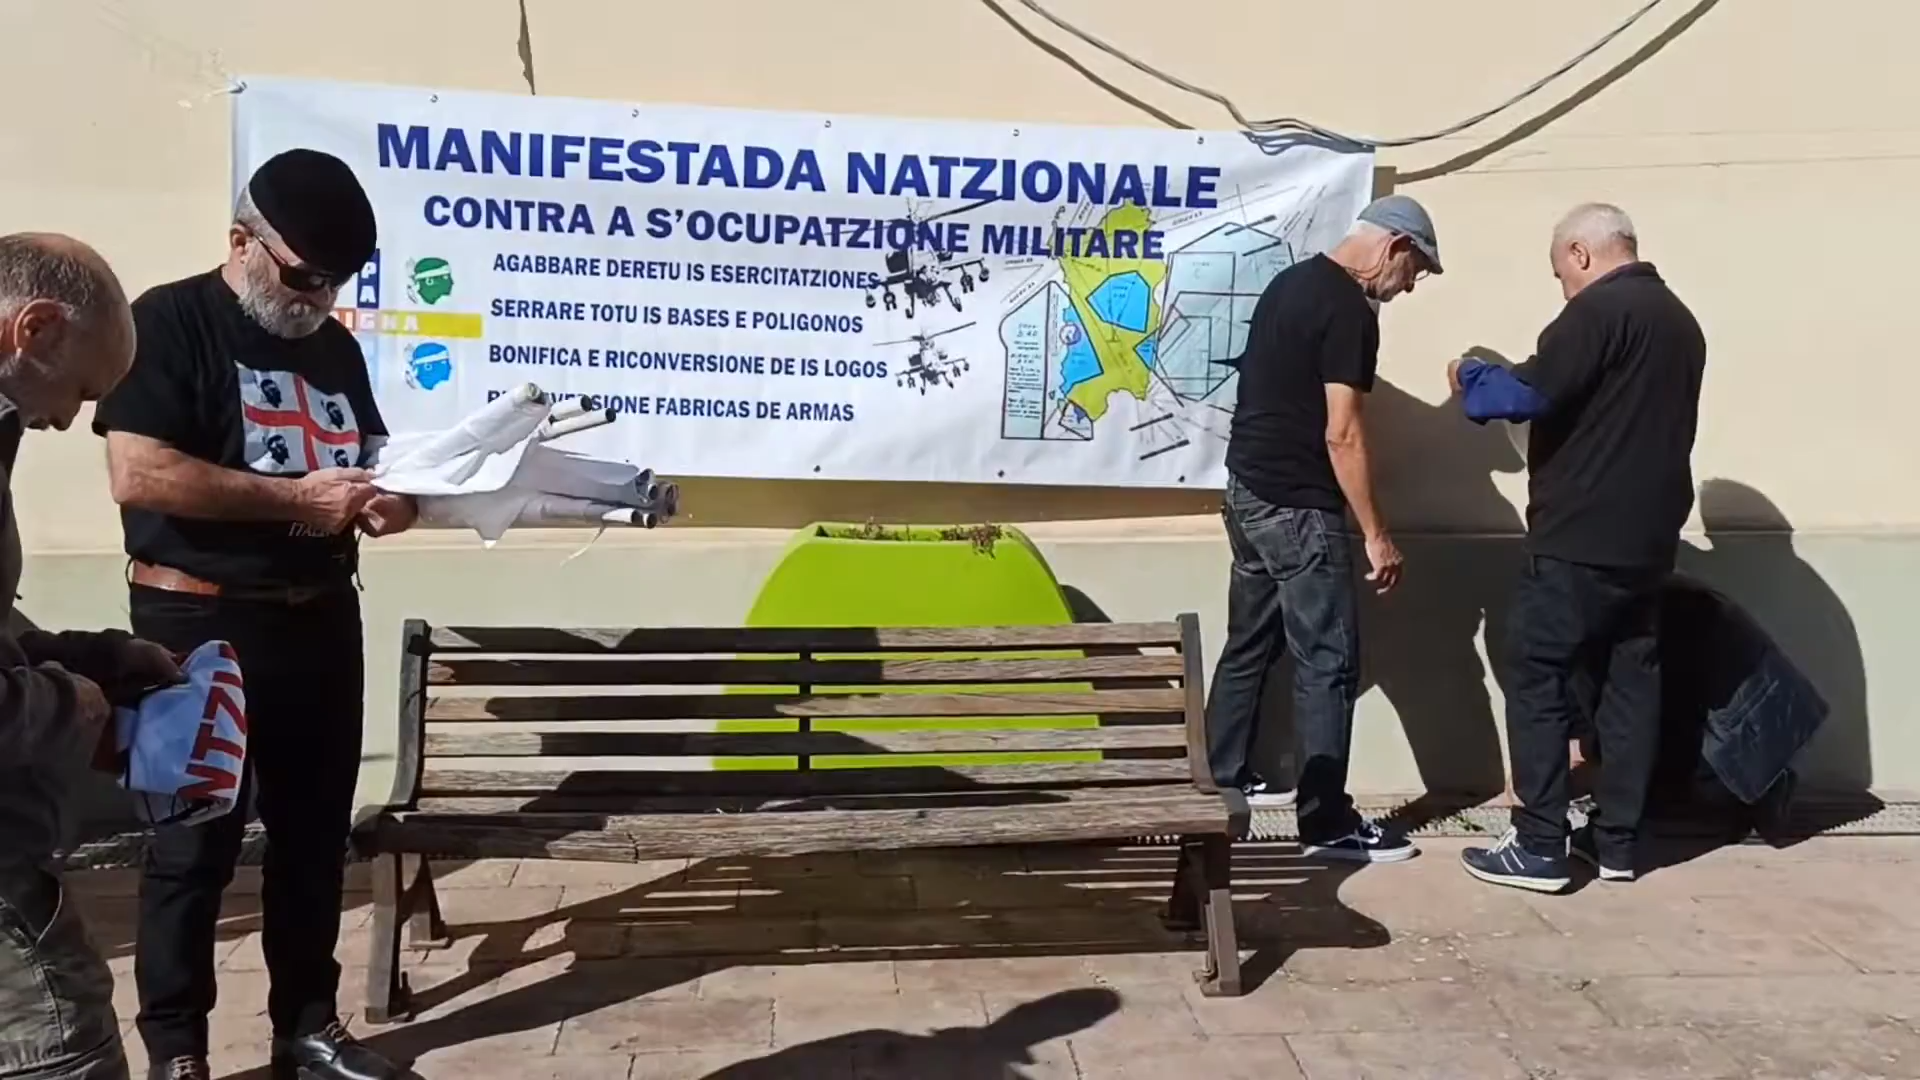 MANIFESTADA NATZIONALE
CONTRA A S'OCUPATZIONE MILITARE
AGABBARE DERETU IS ESERCITATZIONES
SERRARE TOTU IS BASES E POLIGONOS
BONIFICA E RICONVERSIONE DE IS LOGOS
FABRICAS DE ARMAS